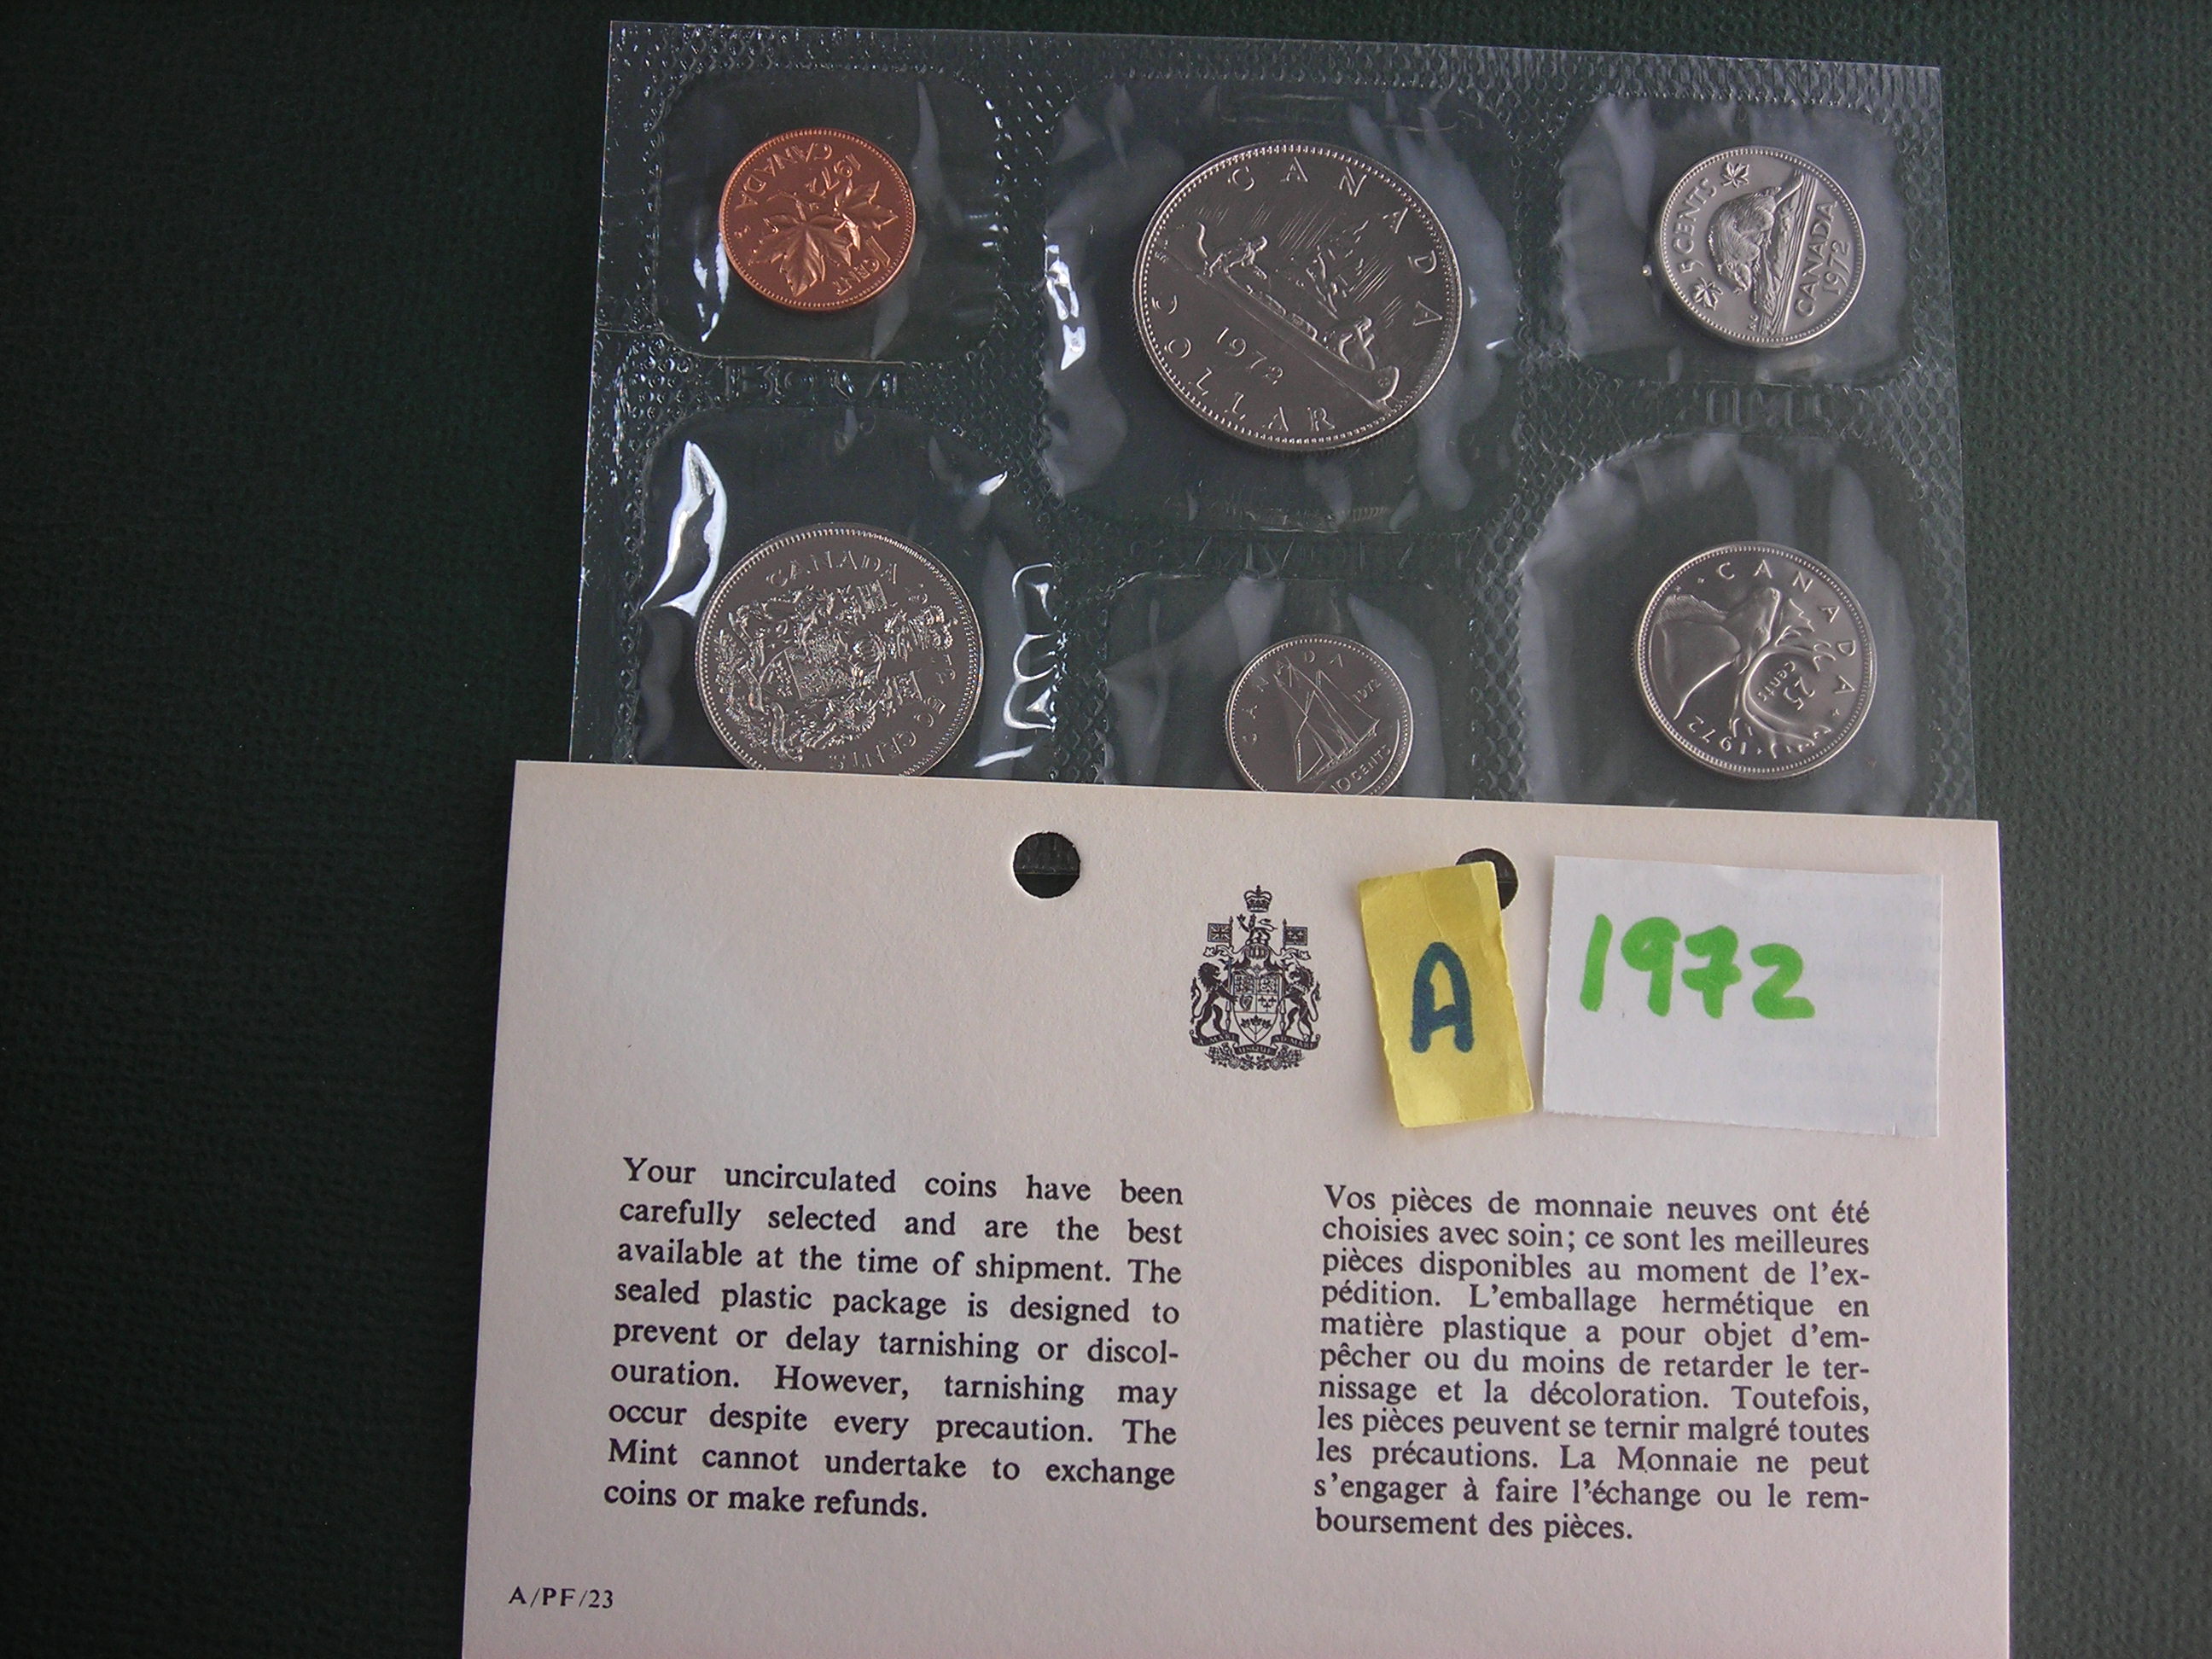 1972
CANADA
1 CENT
CANADA
1972
DOLLAR
5 CENTS
CANADA
1972
CANADA
1972
50 CENTS
CANADA
1972
10 CENTS
CANADA
25
cents
1972
A
1972
Your uncirculated coins have been
carefully selected and are the best
available at the time of shipment. The
sealed plastic package is designed to
prevent or delay tarnishing or discol-
ouration. However, tarnishing may
occur despite every precaution. The
Mint cannot undertake to exchange
coins or make refunds.
Vos pièces de monnaie neuves ont été
choisies avec soin; ce sont les meilleures
pièces disponibles au moment de l'ex-
pédition. L'emballage hermétique en
matière plastique a pour objet d'em-
pêcher ou du moins de retarder le ter-
nissage et la décoloration. Toutefois,
les pièces peuvent se ternir malgré toutes
les précautions. La Monnaie ne peut
s'engager à faire l'échange ou le rem-
boursement des pièces.
A/PF/23